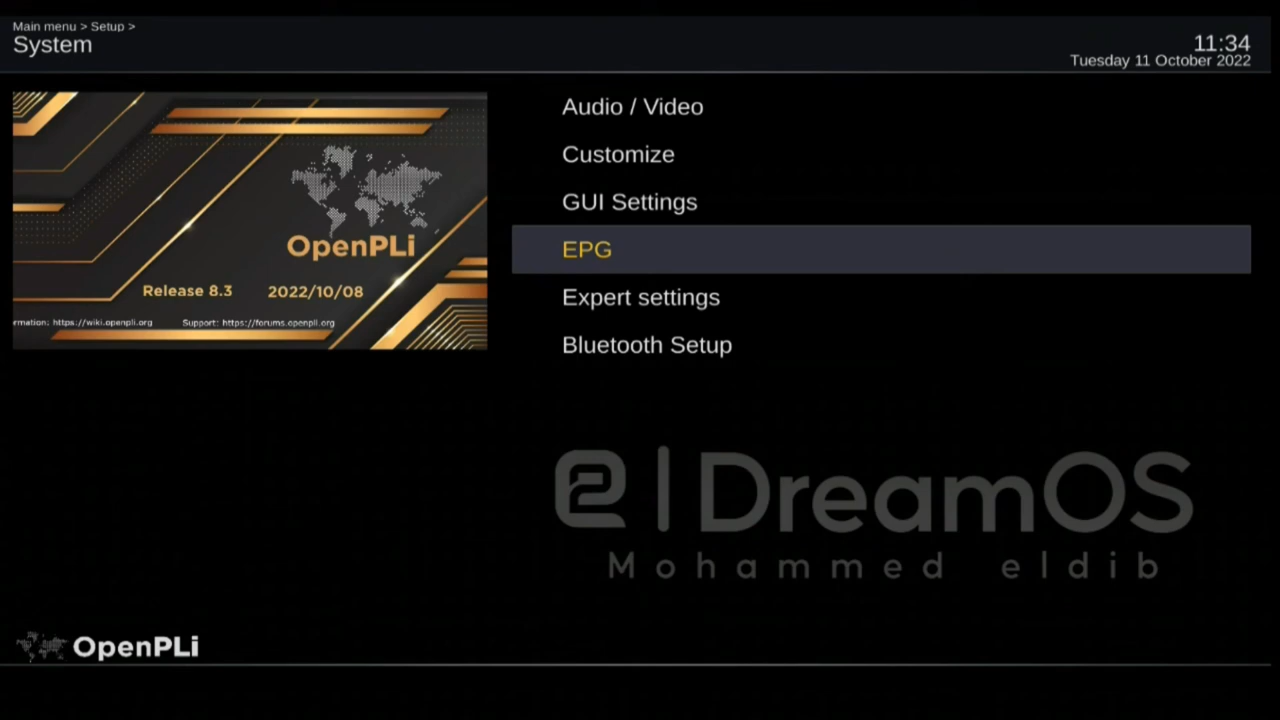 Main menu > Setup >
System
11:34
Tuesday 11 October 2022
OpenPLi
Release 8.3 2022/10/08
rmation: https://wiki.openpli.org Support: https://forums.openpli.org
Audio / Video
Customize
GUI Settings
EPG
Expert settings
Bluetooth Setup
e | DreamOS
Mohammed eldib
OpenPLi